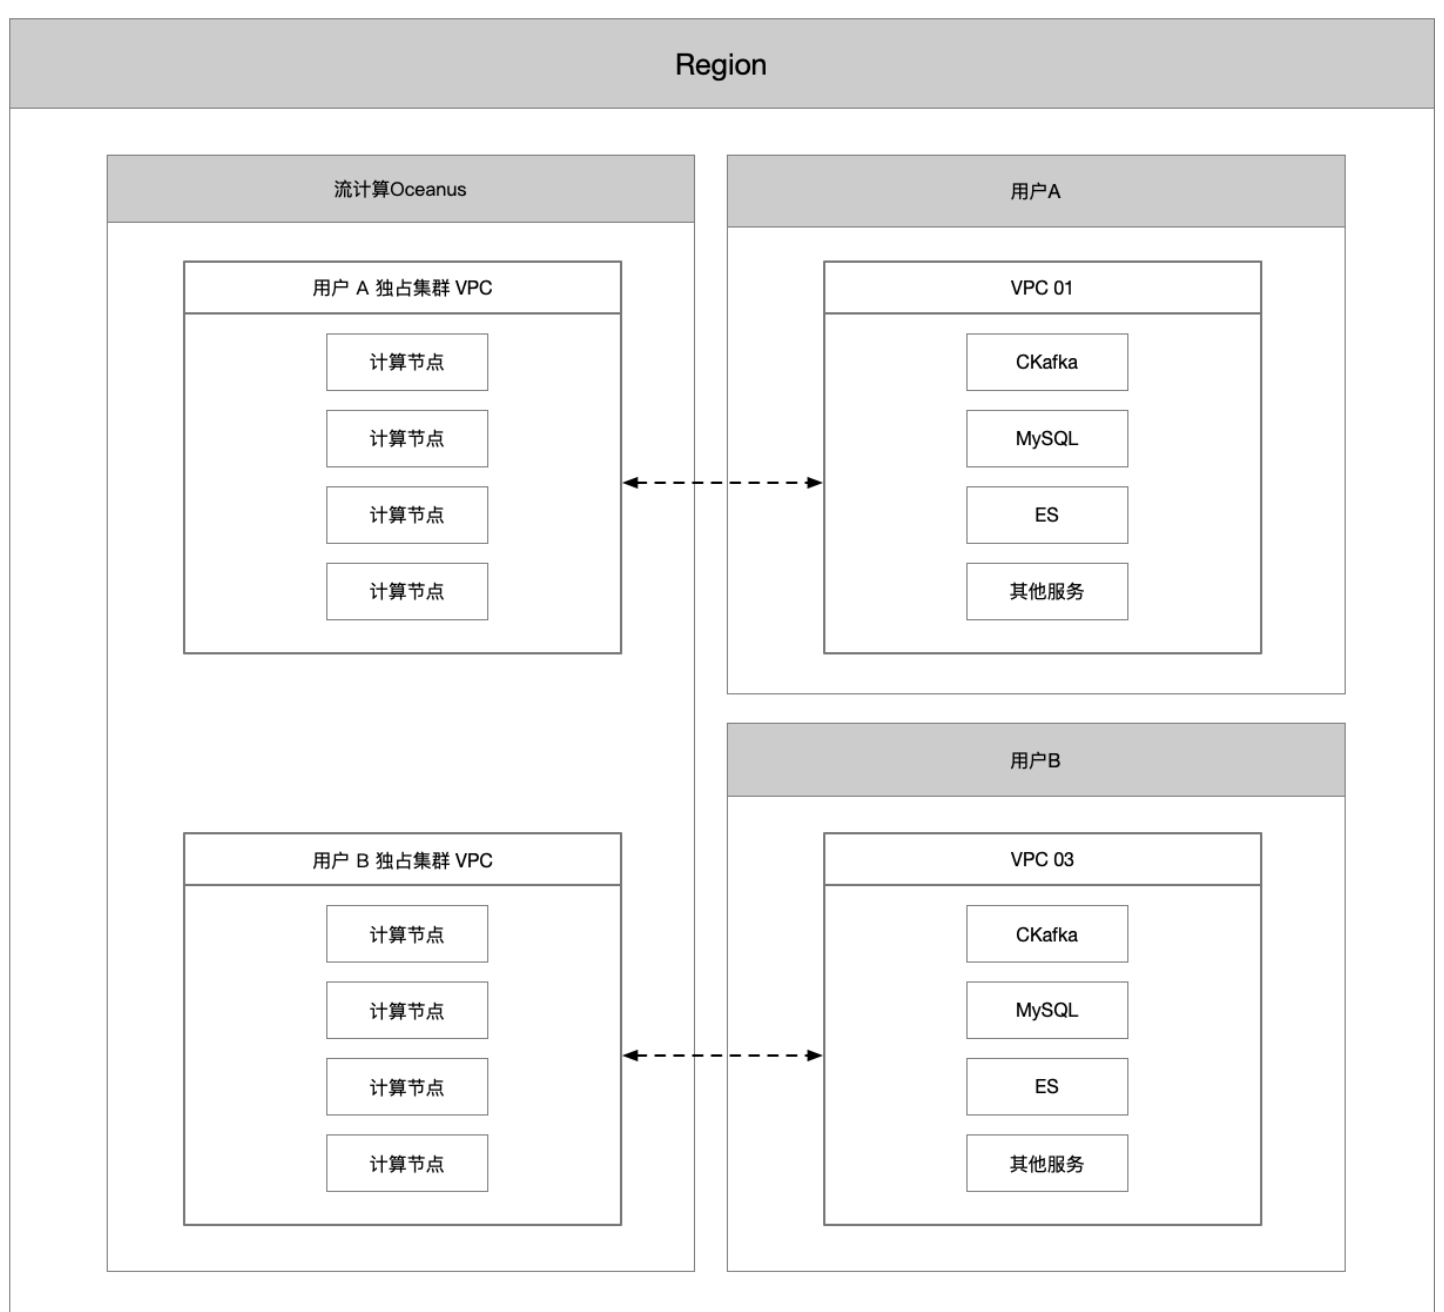 Region
流计算Oceanus
用户 A 独占集群 VPC
计算节点
计算节点
计算节点
计算节点
用户 B 独占集群 VPC
计算节点
计算节点
计算节点
计算节点
用户A
VPC 01
CKafka
MySQL
ES
其他服务
用户B
VPC 03
CKafka
MySQL
ES
其他服务